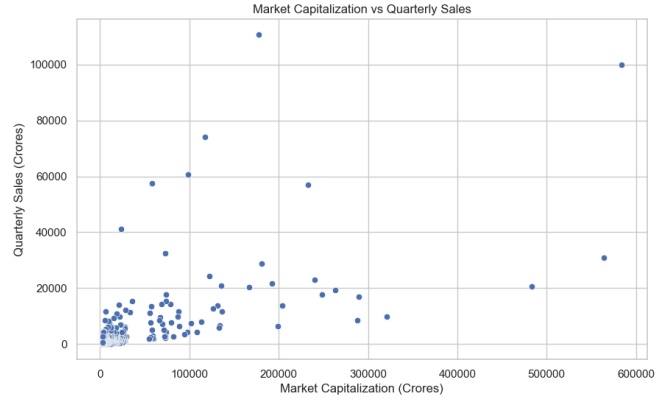 Market Capitalization vs Quarterly Sales
100000
80000
60000
40000
20000
0
Quarterly Sales (Crores)
0 100000 200000 300000 400000 500000 600000
Market Capitalization (Crores)